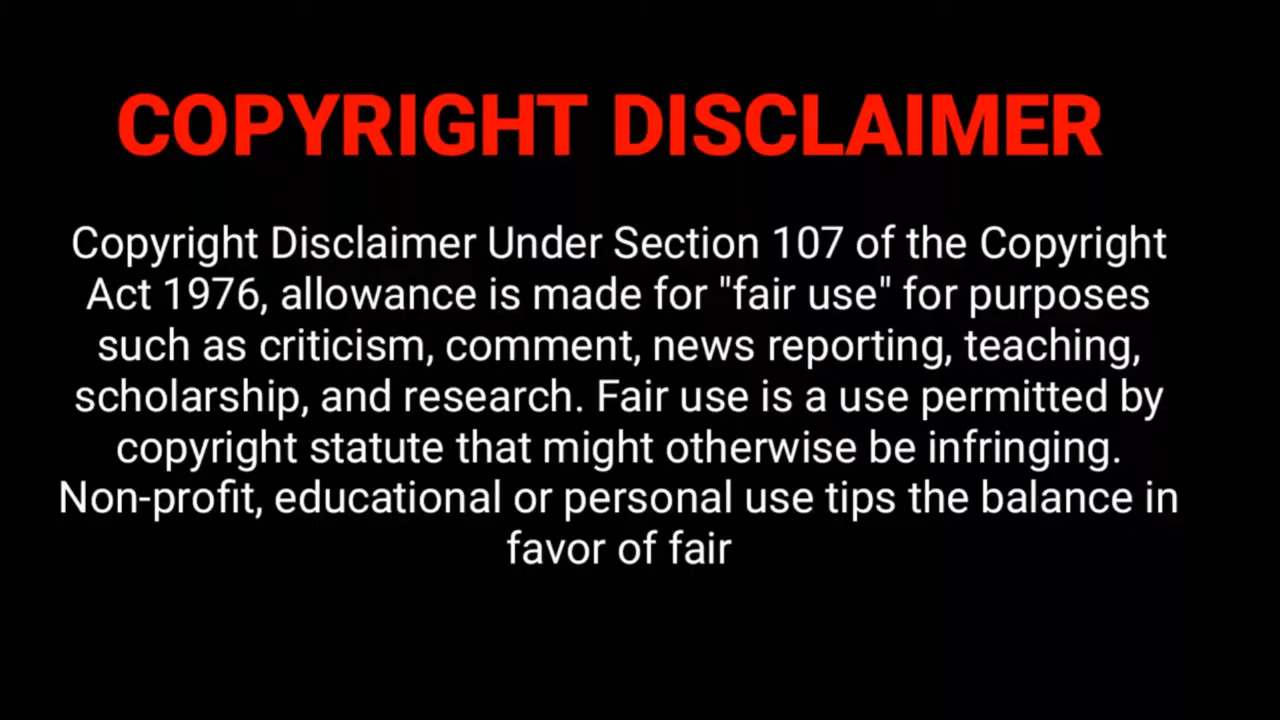 COPYRIGHT DISCLAIMER
Copyright Disclaimer Under Section 107 of the Copyright
Act 1976, allowance is made for "fair use" for purposes
such as criticism, comment, news reporting, teaching,
scholarship, and research. Fair use is a use permitted by
copyright statute that might otherwise be infringing.
Non-profit, educational or personal use tips the balance in
favor of fair